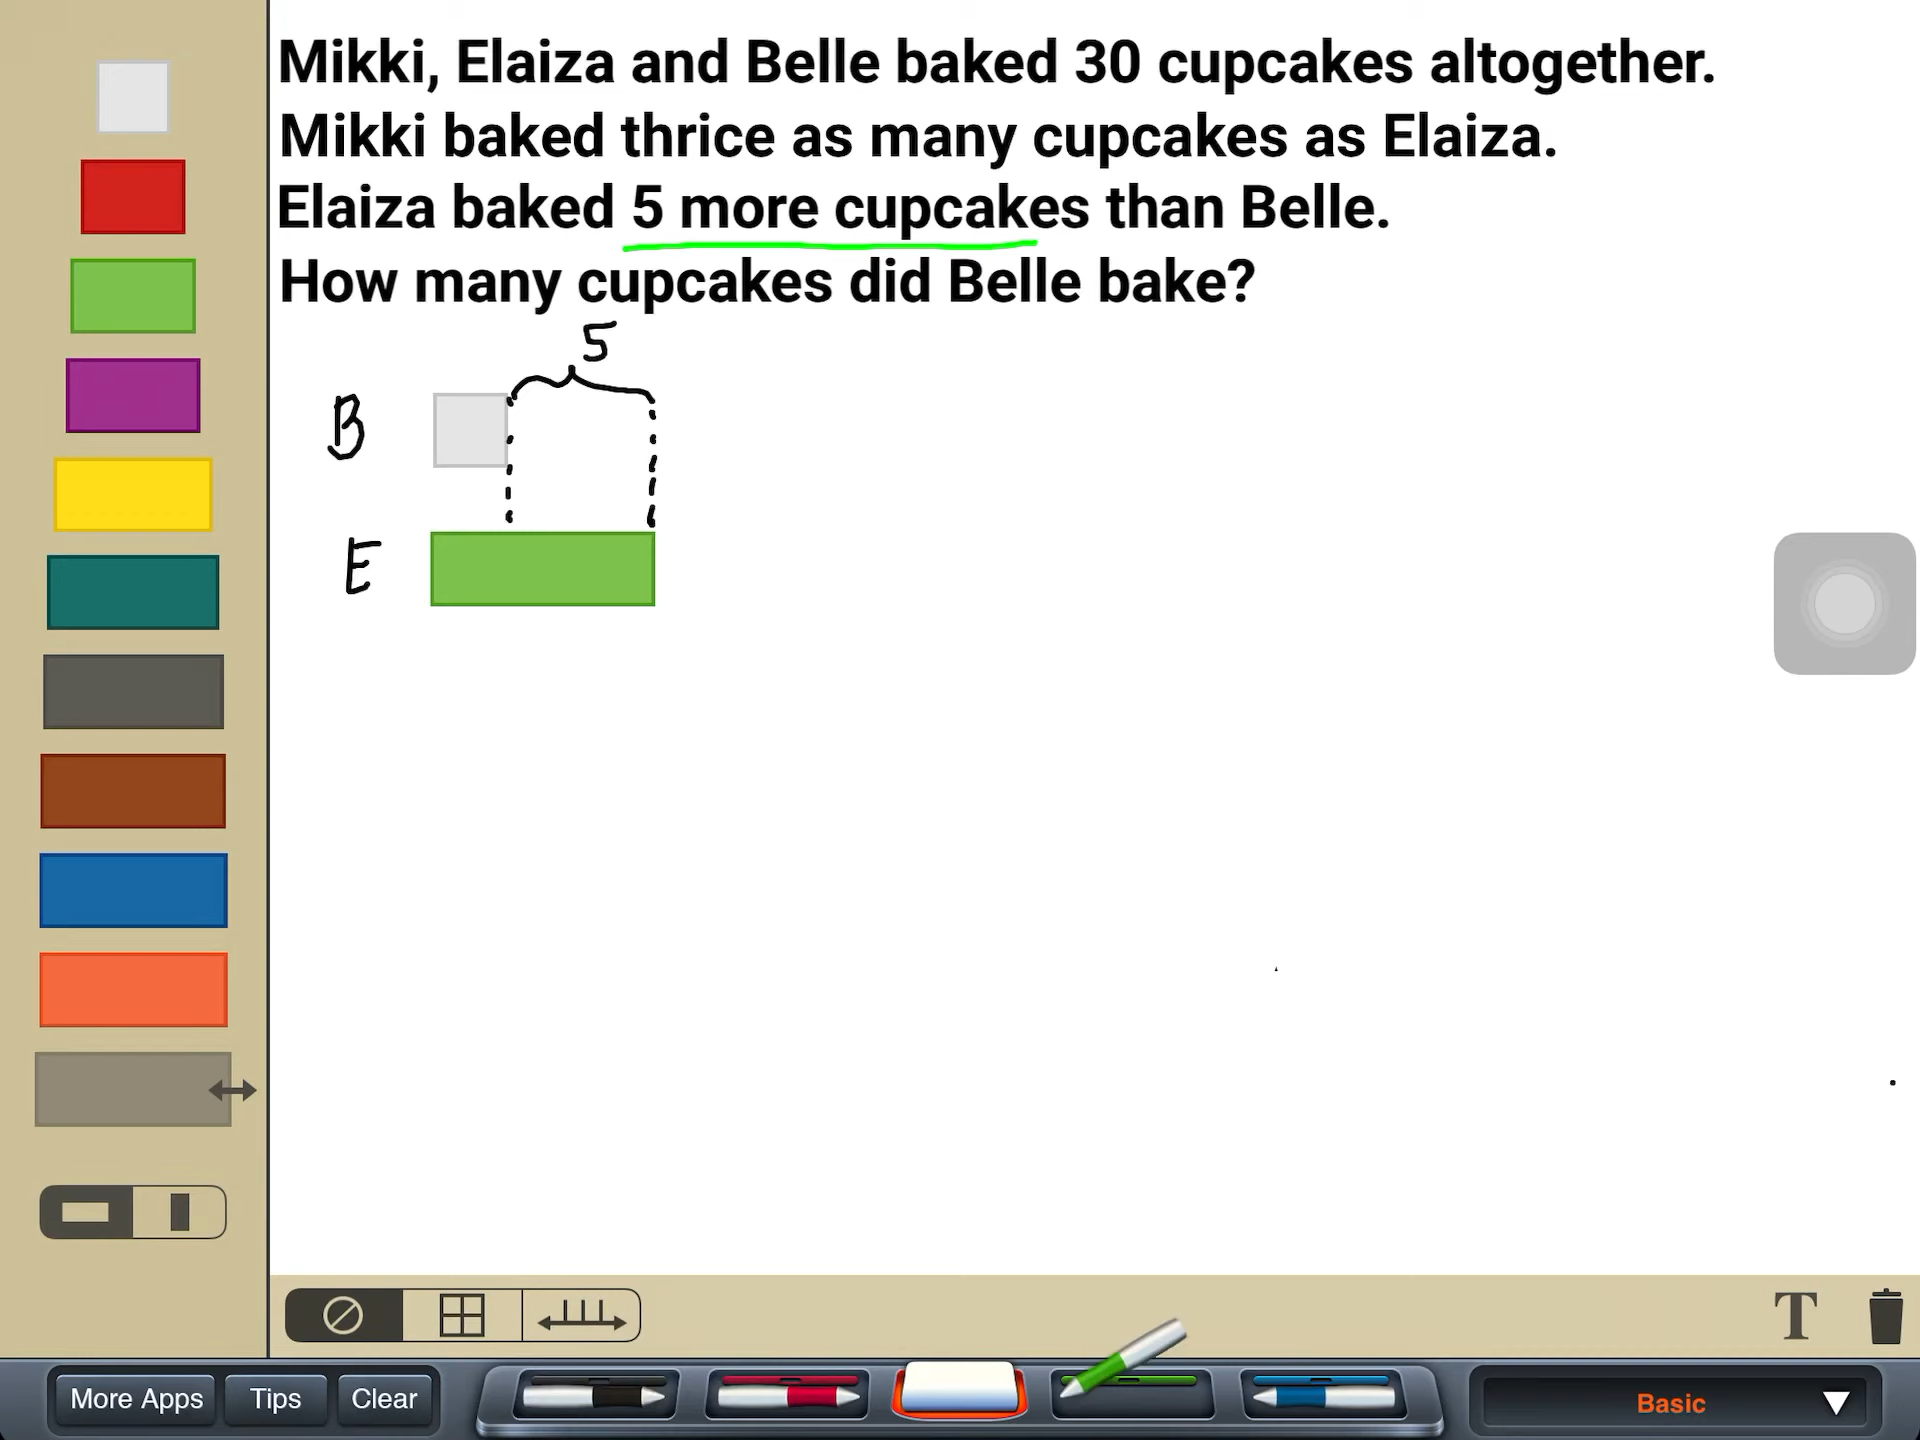 Mikki, Elaiza and Belle baked 30 cupcakes altogether.
Mikki baked thrice as many cupcakes as Elaiza.
Elaiza baked 5 more cupcakes than Belle.
How many cupcakes did Belle bake?
5
B
E
T
More Apps
Tips
Clear
Basic